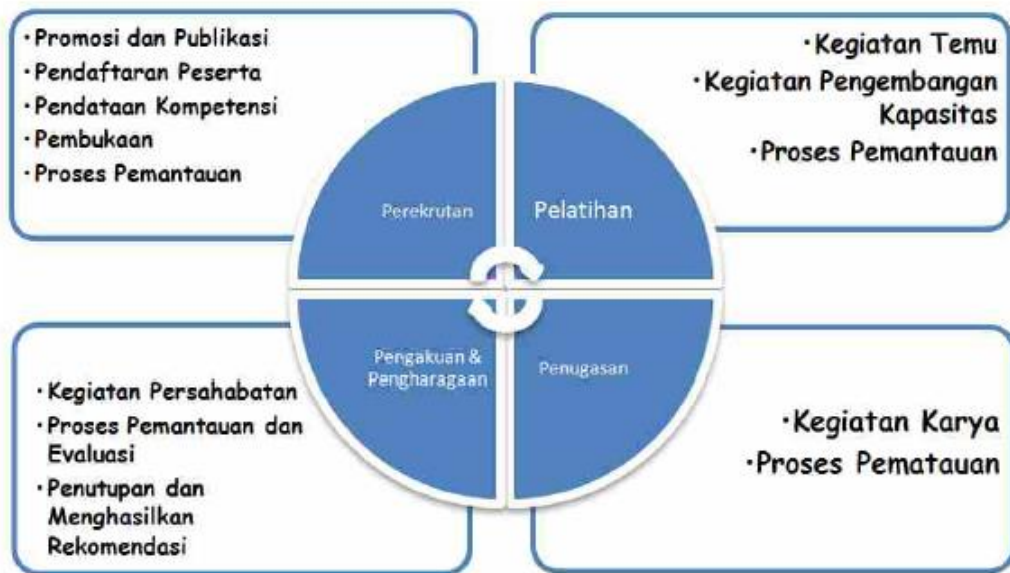 ·Promosi dan Publikasi
·Pendaftaran Peserta
·Pendataan Kompetensi
·Pembukaan
·Proses Pemantauan
·Kegiatan Temu
·Kegiatan Pengembangan
Kapasitas
·Proses Pemantauan
Perekrutan
Pelatihan
Pengakuan &
Pengharagaan
Penugasan
·Kegiatan Persahabatan
·Proses Pemantauan dan
Evaluasi
·Penutupan dan
Menghasilkan
Rekomendasi
·Kegiatan Karya
·Proses Pematauan